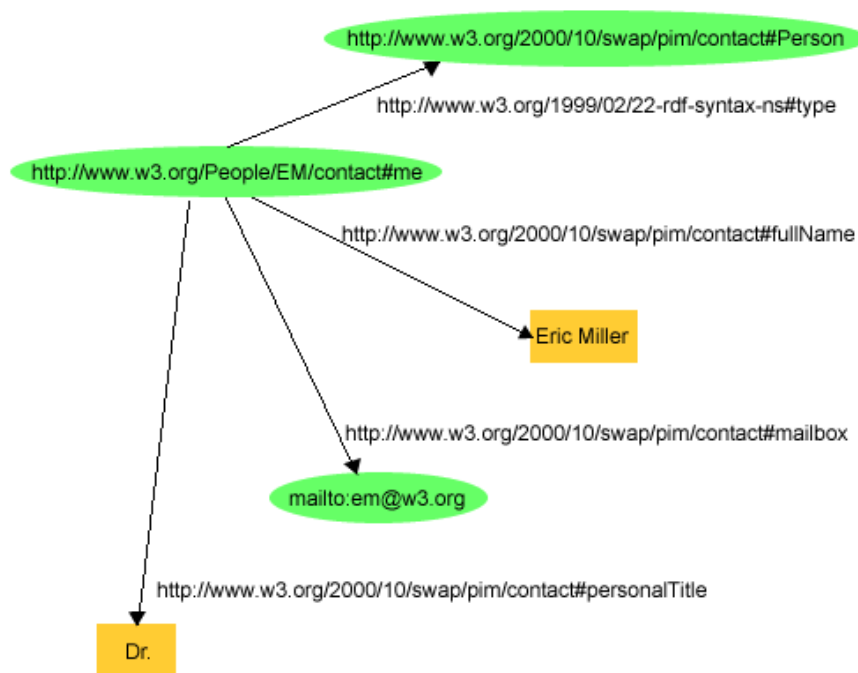 http://www.w3.org/2000/10/swap/pim/contact#Person
http://www.w3.org/1999/02/22-rdf-syntax-ns#type
http://www.w3.org/People/EM/contact#me
http://www.w3.org/2000/10/swap/pim/contact#fullName
Eric Miller
http://www.w3.org/2000/10/swap/pim/contact#mailbox
mailto:em@w3.org
http://www.w3.org/2000/10/swap/pim/contact#personalTitle
Dr.